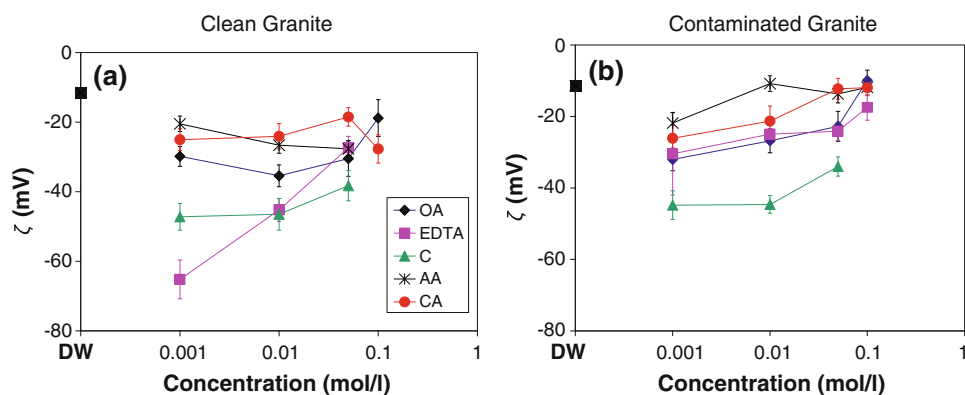 Clean Granite
(a)
ζ (mV)
0
-20
-40
-60
-80
DW
0.001
0.01
0.1
1
Concentration (mol/l)
OA
EDTA
C
AA
CA
Contaminated Granite
(b)
ζ (mV)
0
-20
-40
-60
-80
DW
0.001
0.01
0.1
1
Concentration (mol/l)